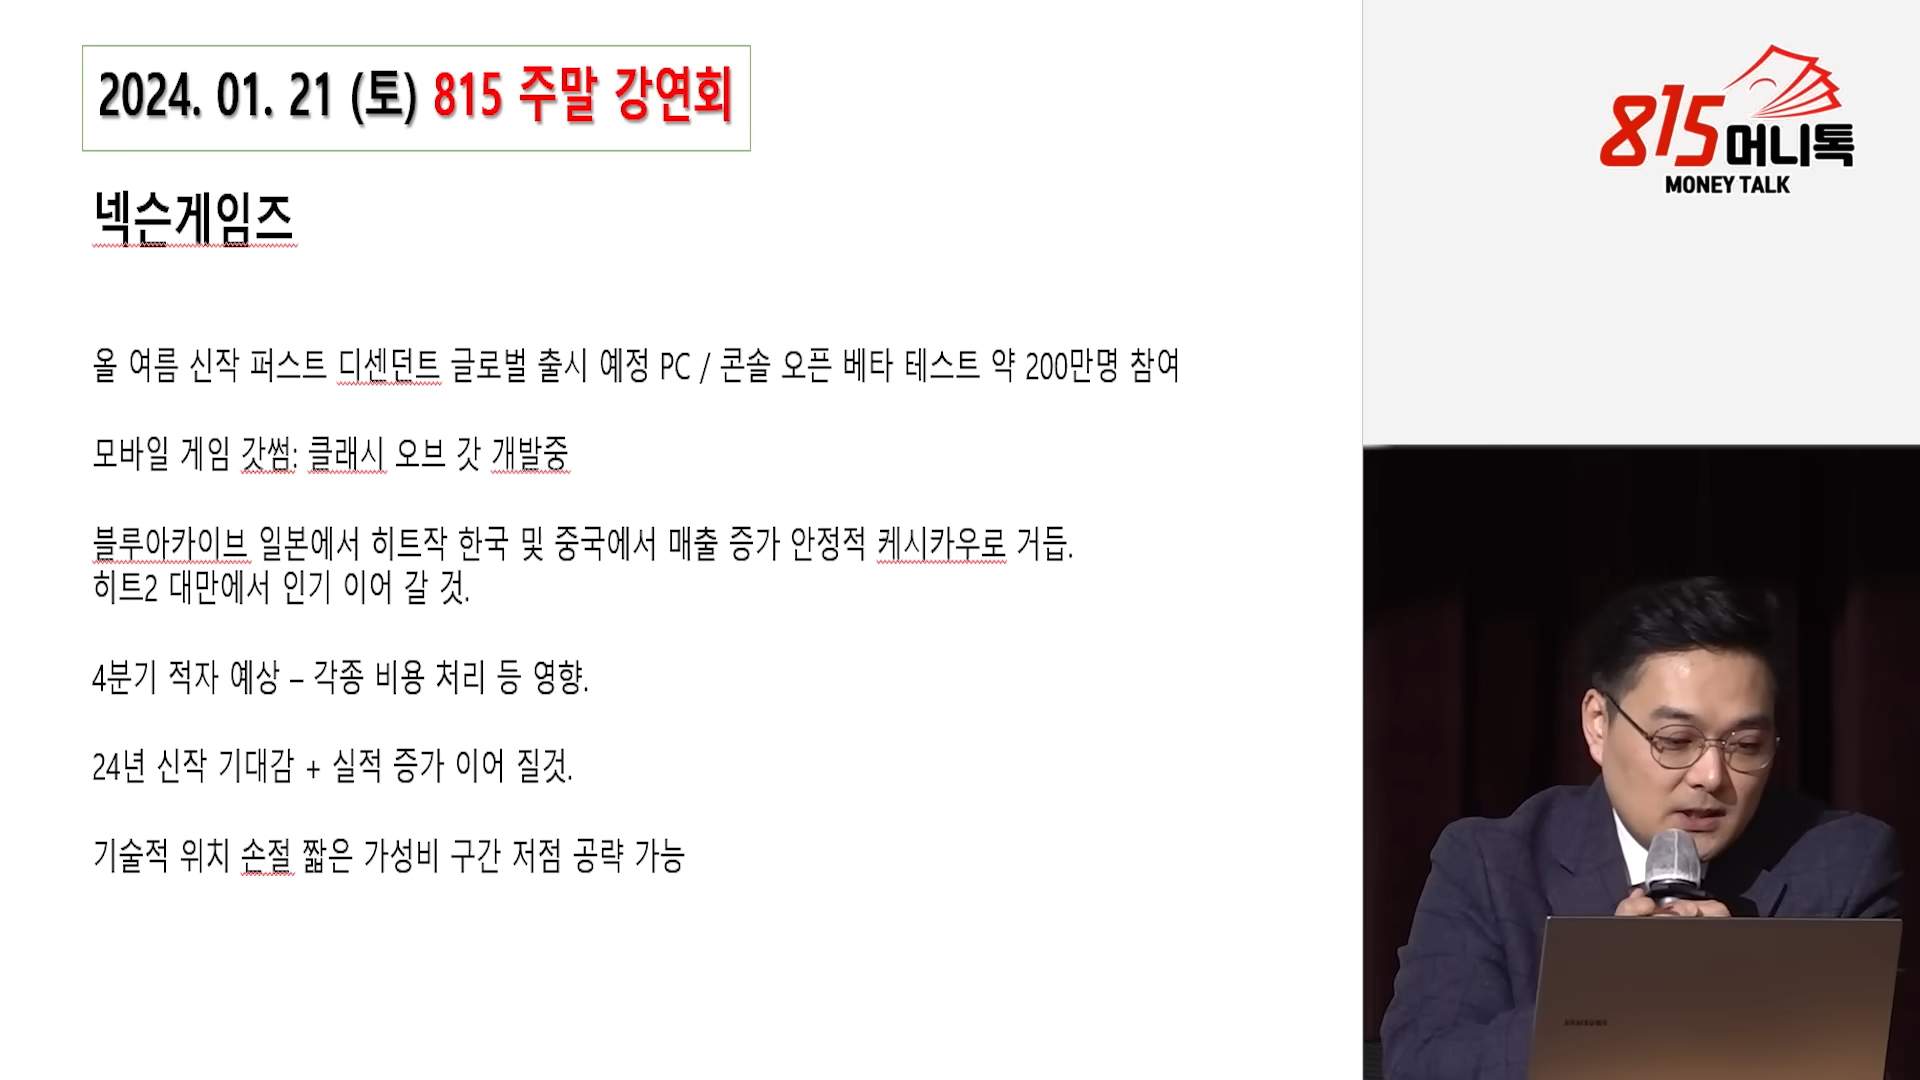 2024. 01. 21 (토) 815 주말 강연회
815 머니톡
MONEY TALK
넥슨게임즈
올 여름 신작 퍼스트 디센던트 글로벌 출시 예정 PC / 콘솔 오픈 베타 테스트 약 200만명 참여
모바일 게임 갓썸: 클래시 오브 갓 개발중
블루아카이브 일본에서 히트작 한국 및 중국에서 매출 증가 안정적 케시카우로 거듭.
히트2 대만에서 인기 이어 갈 것.
4분기 적자 예상 – 각종 비용 처리 등 영향.
24년 신작 기대감 + 실적 증가 이어 질것.
기술적 위치 손절 짧은 가성비 구간 저점 공략 가능
SAMSUNG